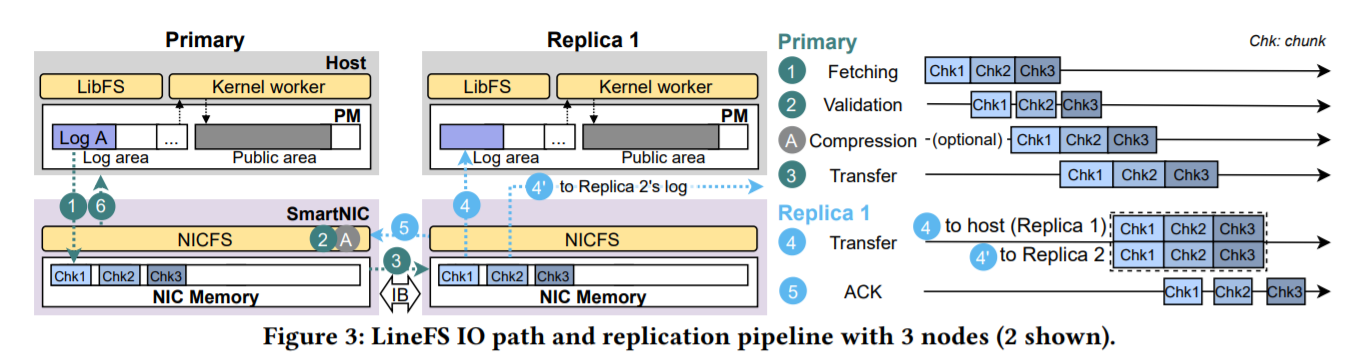 Primary
Host
LibFS
Kernel worker
PM
Log A
...
Log area
Public area
1
6
SmartNIC
NICFS
2
A
Chk1
Chk2
Chk3
NIC Memory
3
IB
Replica 1
Host
LibFS
Kernel worker
PM
...
Log area
Public area
4
4' to Replica 2's log
5
NICFS
Chk1
Chk2
Chk3
NIC Memory
Primary
Chk: chunk
1 Fetching Chk1 Chk2 Chk3
2 Validation Chk1 Chk2 Chk3
A Compression -(optional)- Chk1 Chk2 Chk3
3 Transfer Chk1 Chk2 Chk3
Replica 1
4 Transfer
4 to host (Replica 1) Chk1 Chk2 Chk3
4' to Replica 2 Chk1 Chk2 Chk3
5 ACK Chk1 Chk2 Chk3
Figure 3: LineFS IO path and replication pipeline with 3 nodes (2 shown).